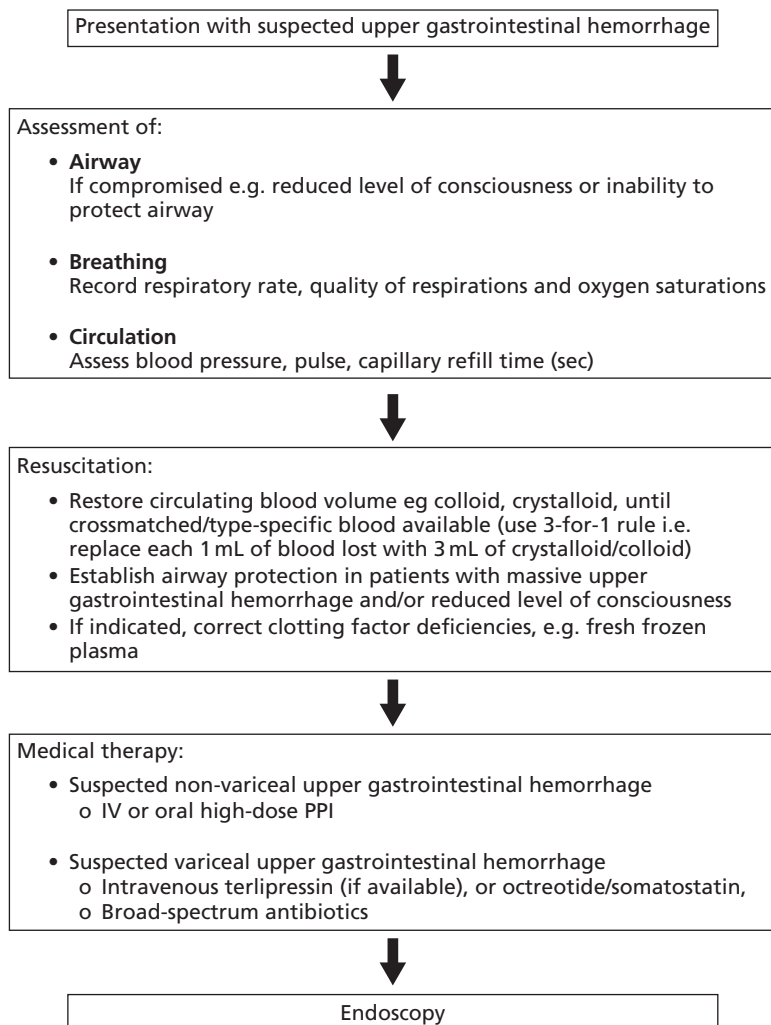 Presentation with suspected upper gastrointestinal hemorrhage
Assessment of:
• Airway
If compromised e.g. reduced level of consciousness or inability to
protect airway
• Breathing
Record respiratory rate, quality of respirations and oxygen saturations
• Circulation
Assess blood pressure, pulse, capillary refill time (sec)
Resuscitation:
• Restore circulating blood volume eg colloid, crystalloid, until
crossmatched/type-specific blood available (use 3-for-1 rule i.e.
replace each 1 mL of blood lost with 3 mL of crystalloid/colloid)
• Establish airway protection in patients with massive upper
gastrointestinal hemorrhage and/or reduced level of consciousness
• If indicated, correct clotting factor deficiencies, e.g. fresh frozen
plasma
Medical therapy:
• Suspected non-variceal upper gastrointestinal hemorrhage
o IV or oral high-dose PPI
• Suspected variceal upper gastrointestinal hemorrhage
o Intravenous terlipressin (if available), or octreotide/somatostatin,
o Broad-spectrum antibiotics
Endoscopy